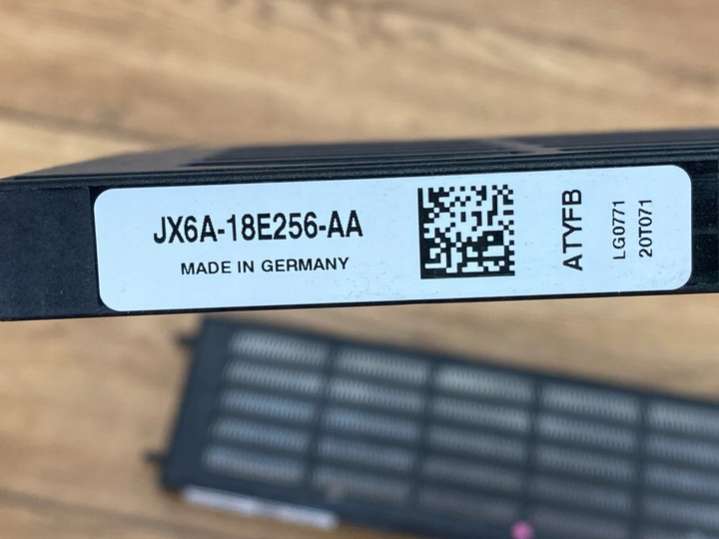 JX6A-18E256-AA
MADE IN GERMANY
ATYFB
LG0771
20T071